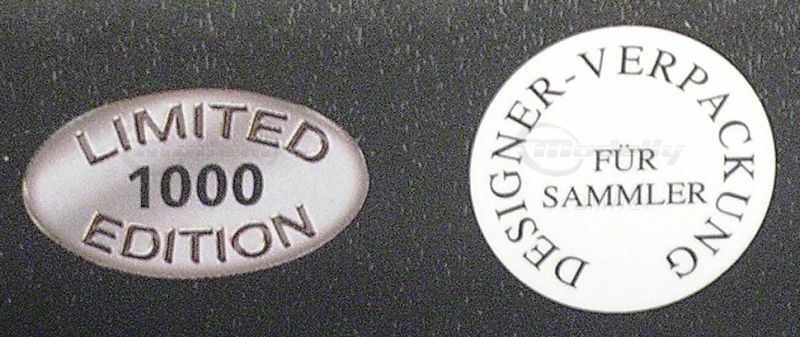 LIMITED
1000
EDITION
DESIGNER-VERPACKUNG
FÜR
SAMMLER